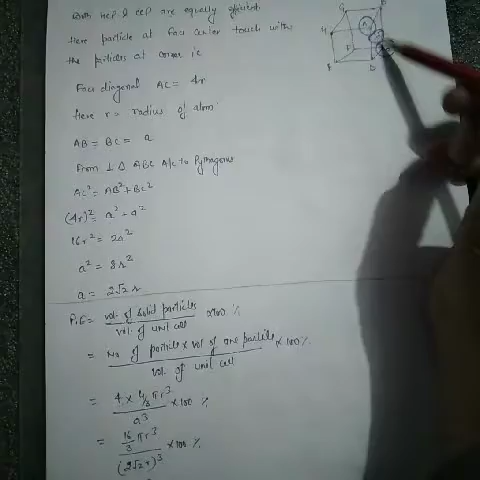 Both HCP & CCP are equally efficient
Here particle at face center touch with
the particles at corner ie
Face diagonal AC = 4r
Here r = radius of atom
AB = BC = a
From ⊥ Δ ABC A/c to Pythagoras
AC² = AB² + BC²
(4r)² = a² + a²
16r² = 2a²
a² = 8r²
a = 2√2 r
P.E = vol. of solid particles / vol. of unit cell × 100 %
= No of particle × vol of one particle / vol. of unit cell × 100 %
= 4 × 4/3 πr³ / a³ × 100 %
= 16/3 πr³ / (2√2 r)³ × 100 %
G
H
F
D